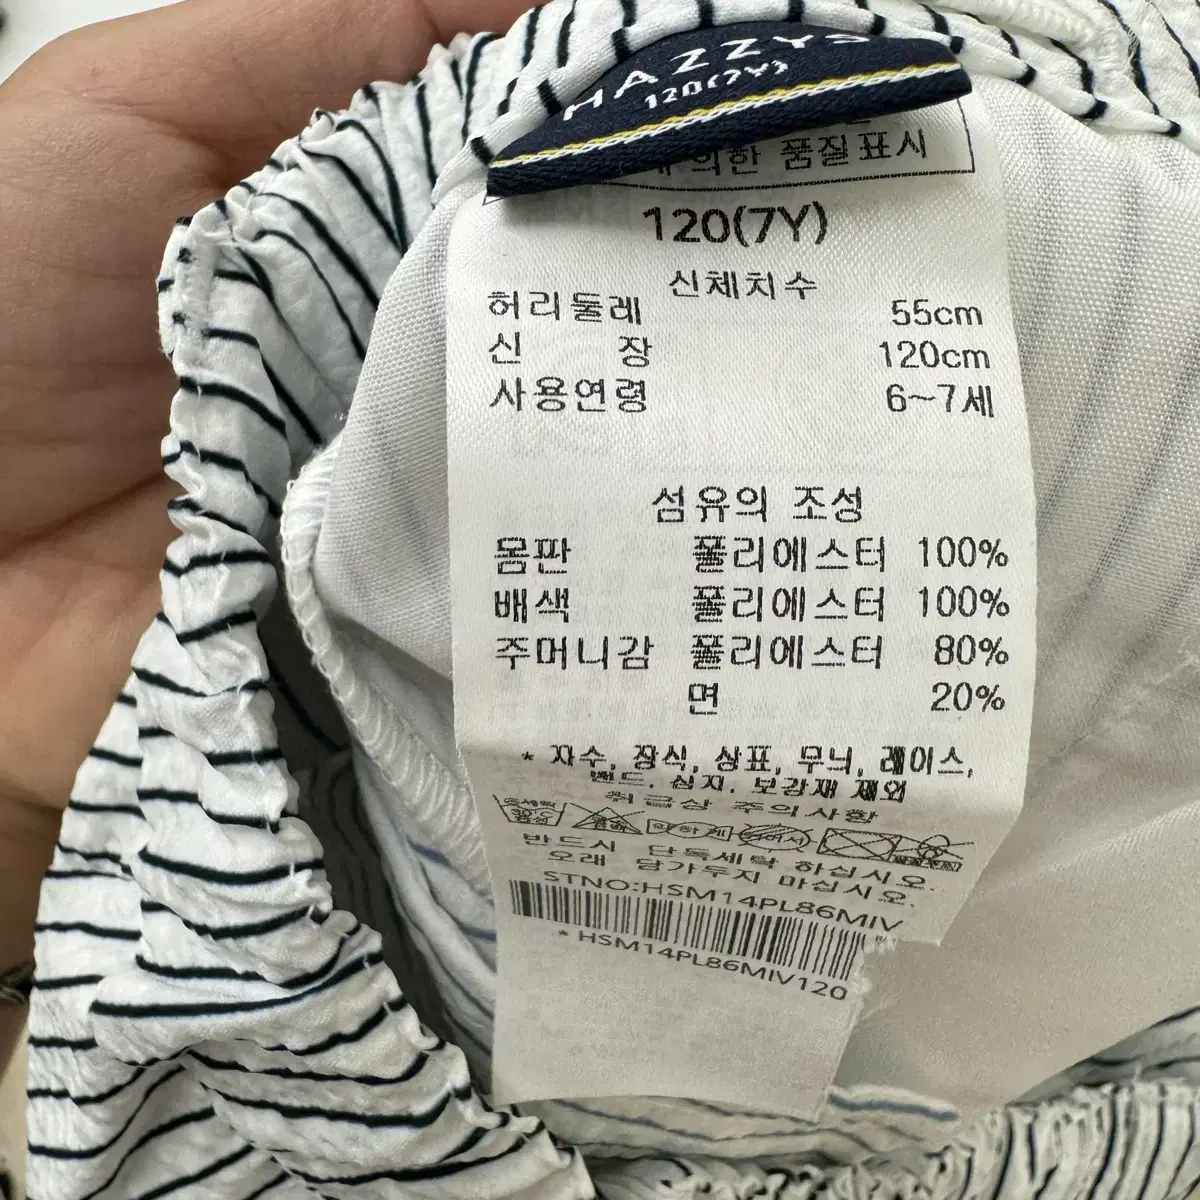 HAZZYS
120(7Y)
의한 품질표시
120(7Y)
신체치수
허리둘레 55cm
신 장 120cm
사용연령 6~7세
섬유의 조성
몸판 폴리에스터 100%
배색 폴리에스터 100%
주머니감 폴리에스터 80%
면 20%
* 자수, 장식, 상표, 무늬, 레이스,
밴드, 심지, 보강재 제외
취급상 주의사항
반드시 단독세탁 하십시오.
오래 담가두지 마십시오.
STNO:HSM14PL86MIV
*HSM14PL86MIV120